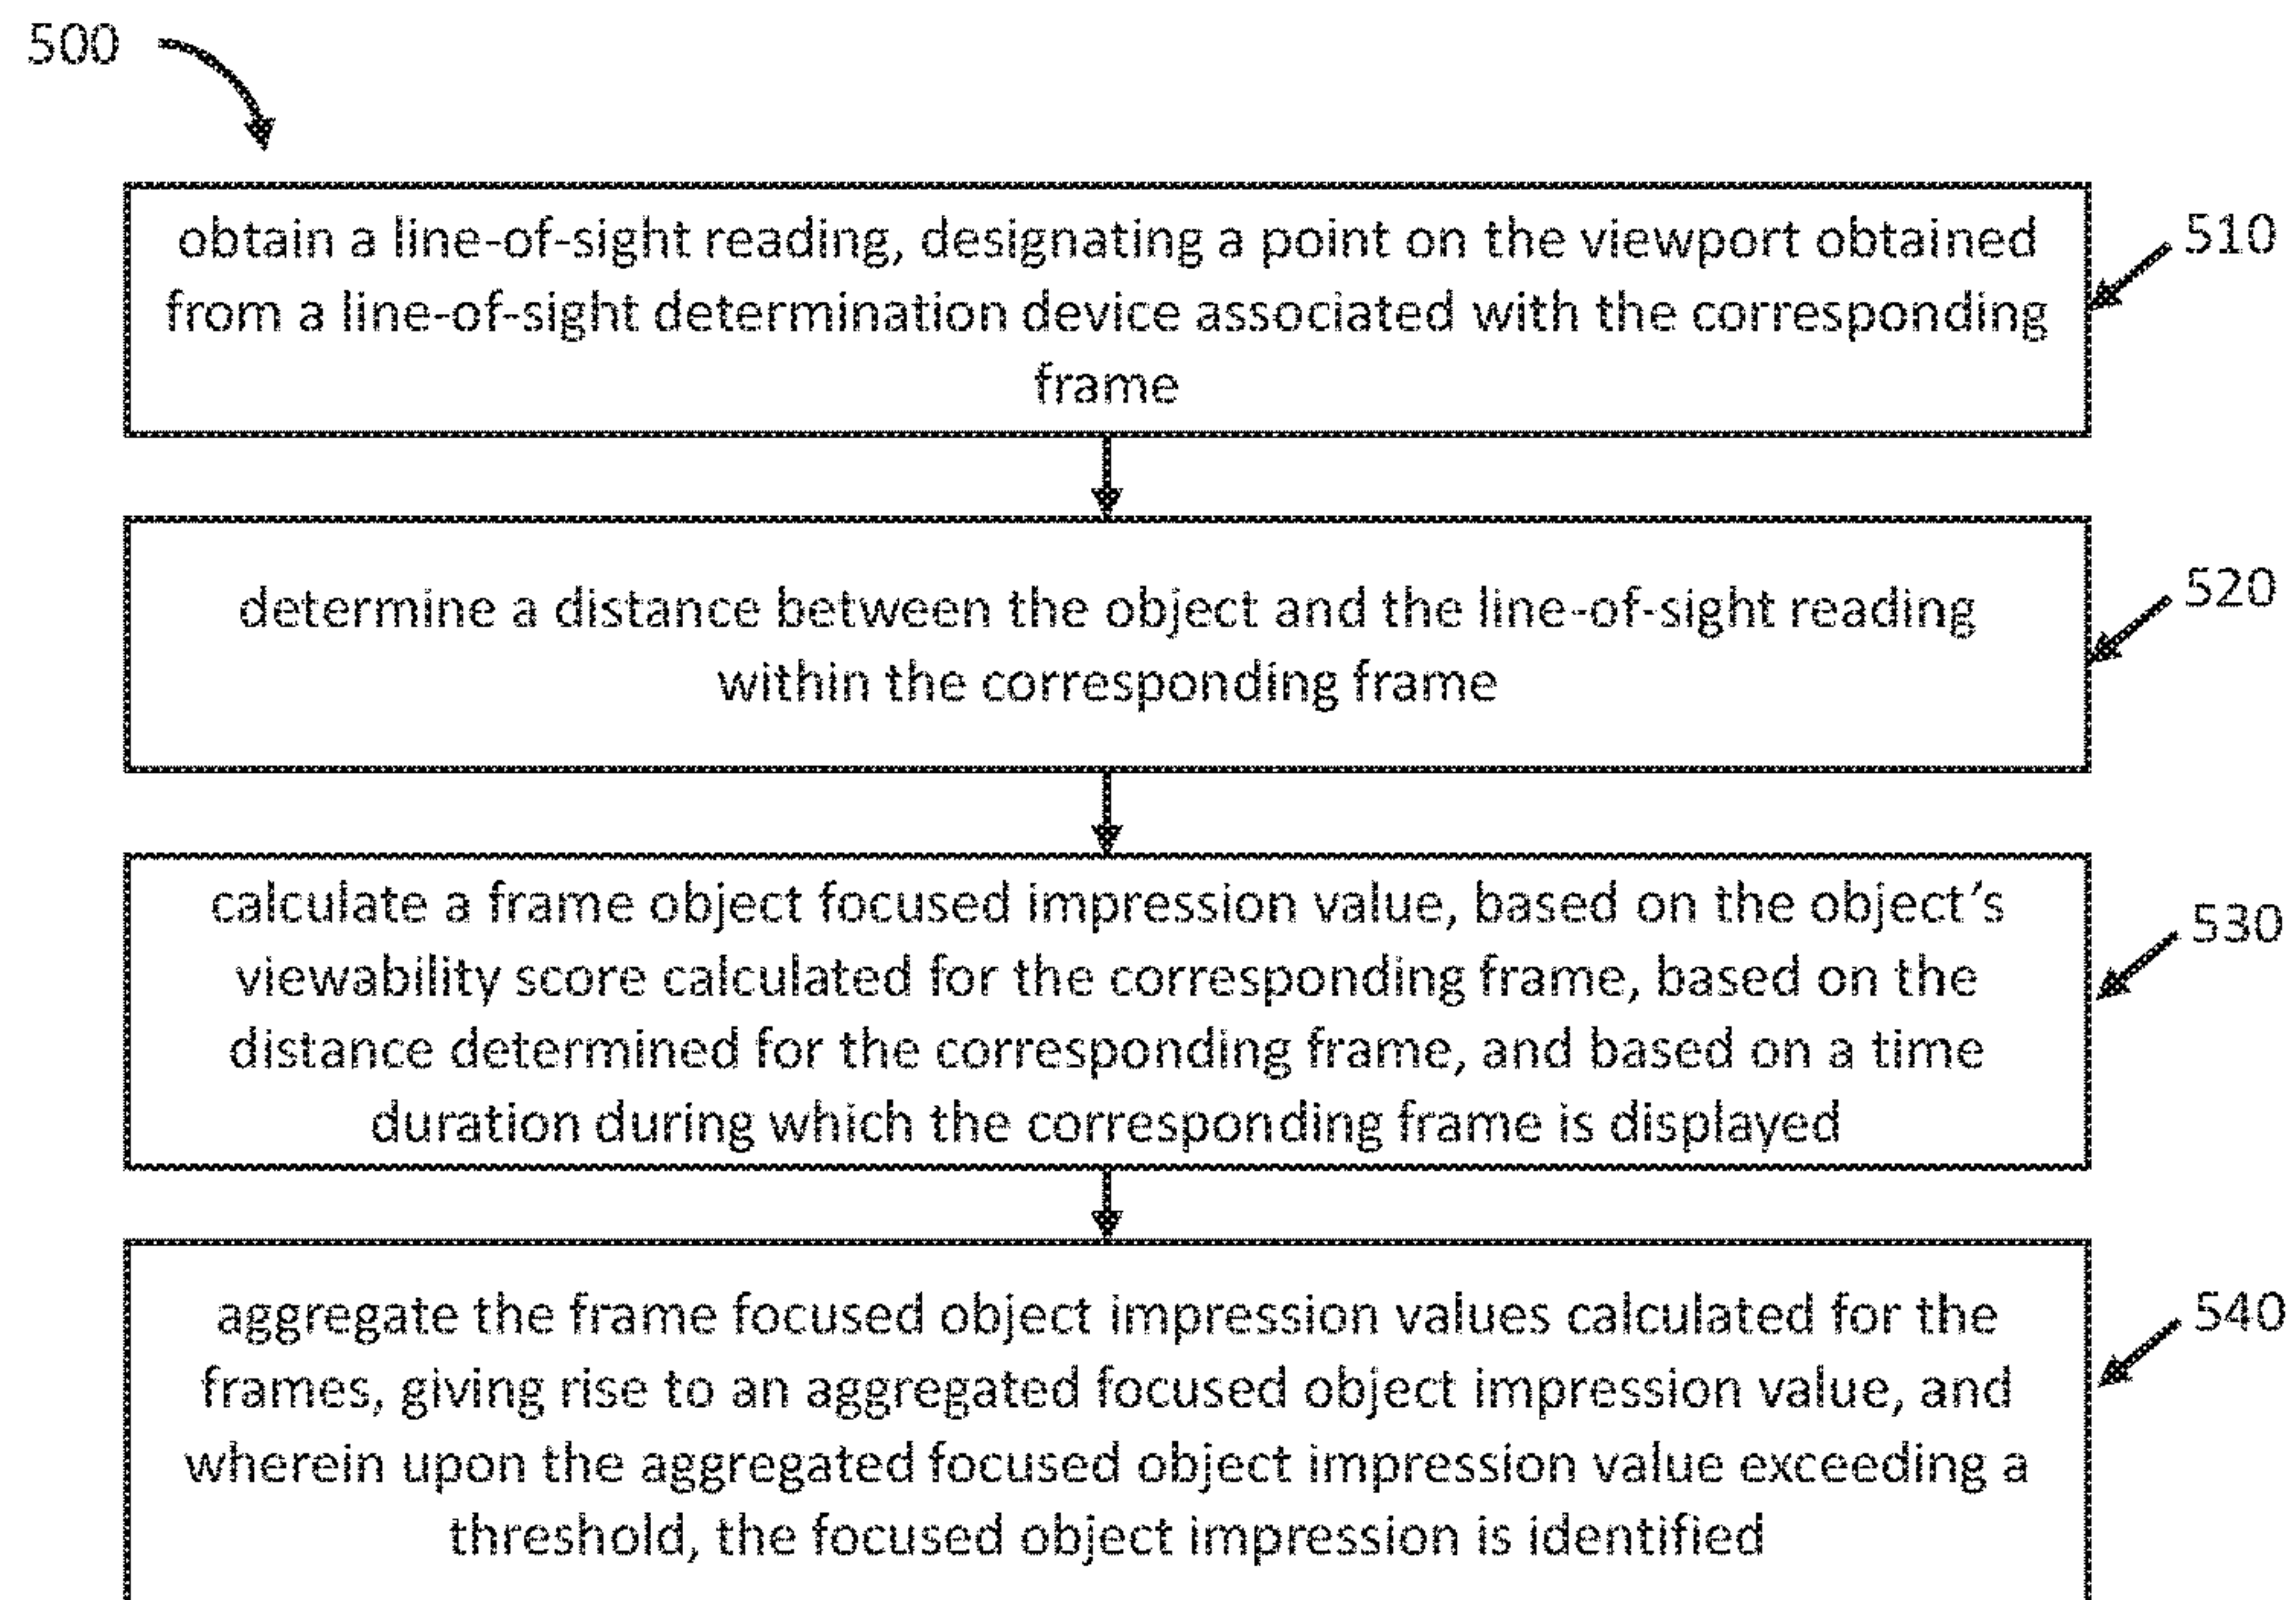 500
obtain a line-of-sight reading, designating a point on the viewport obtained
510
from a line-of-sight determination device associated with the corresponding
frame
determine a distance between the object and the line-of-sight reading
520
within the corresponding frame
calculate a frame object focused impression value, based on the object's
530
viewability score calculated for the corresponding frame, based on the
distance determined for the corresponding frame, and based on a time
duration during which the corresponding frame is displayed
aggregate the frame focused object impression values calculated for the
540
frames, giving rise to an aggregated focused object impression value, and
wherein upon the aggregated focused object impression value exceeding a
threshold, the focused object impression is identified